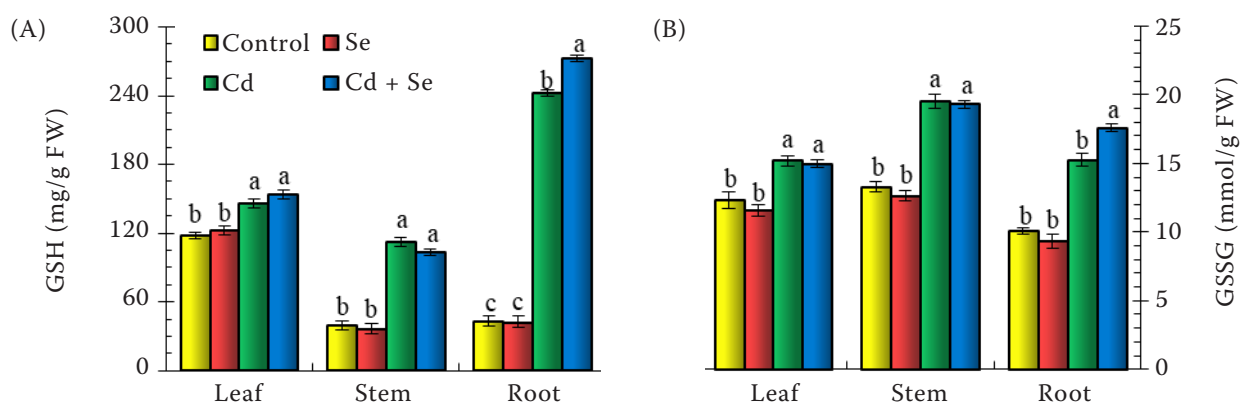 (A)
GSH (mg/g FW)
300
240
180
120
60
0
Control Se
Cd Cd + Se
b b a a
b b a a
c c b a
Leaf Stem Root
(B)
b b a a
b b a a
b b b a
Leaf Stem Root
25
20
15
10
5
0
GSSG (mmol/g FW)